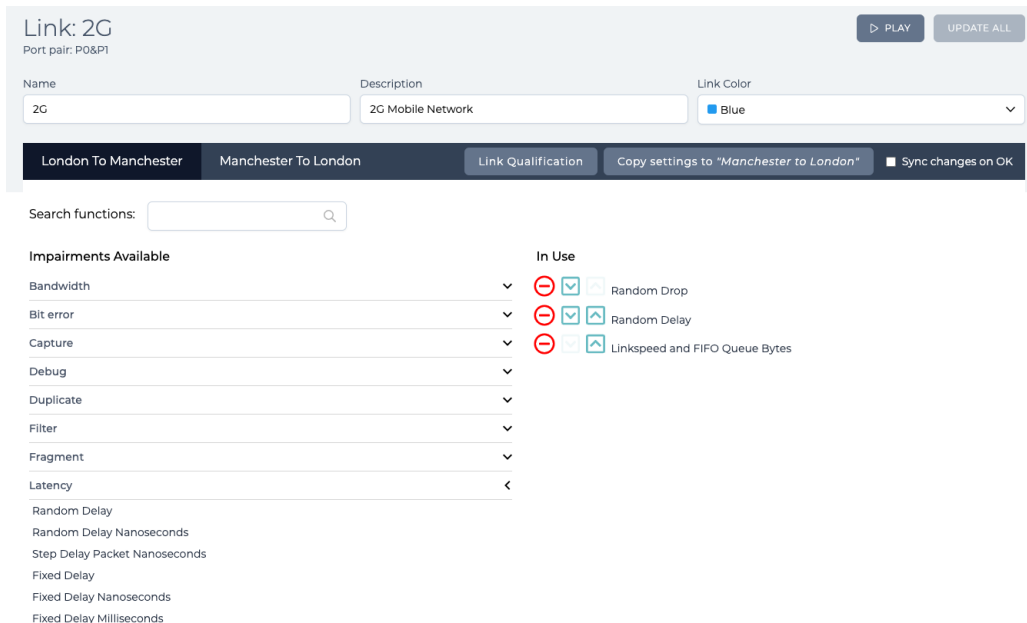 Link: 2G
Port pair: P0&P1
PLAY
UPDATE ALL
Name
Description
Link Color
2G
2G Mobile Network
Blue
London To Manchester
Manchester To London
Link Qualification
Copy settings to "Manchester to London"
Sync changes on OK
Search functions:
Impairments Available
Bandwidth
Bit error
Capture
Debug
Duplicate
Filter
Fragment
Latency
Random Delay
Random Delay Nanoseconds
Step Delay Packet Nanoseconds
Fixed Delay
Fixed Delay Nanoseconds
Fixed Delay Milliseconds
In Use
Random Drop
Random Delay
Linkspeed and FIFO Queue Bytes